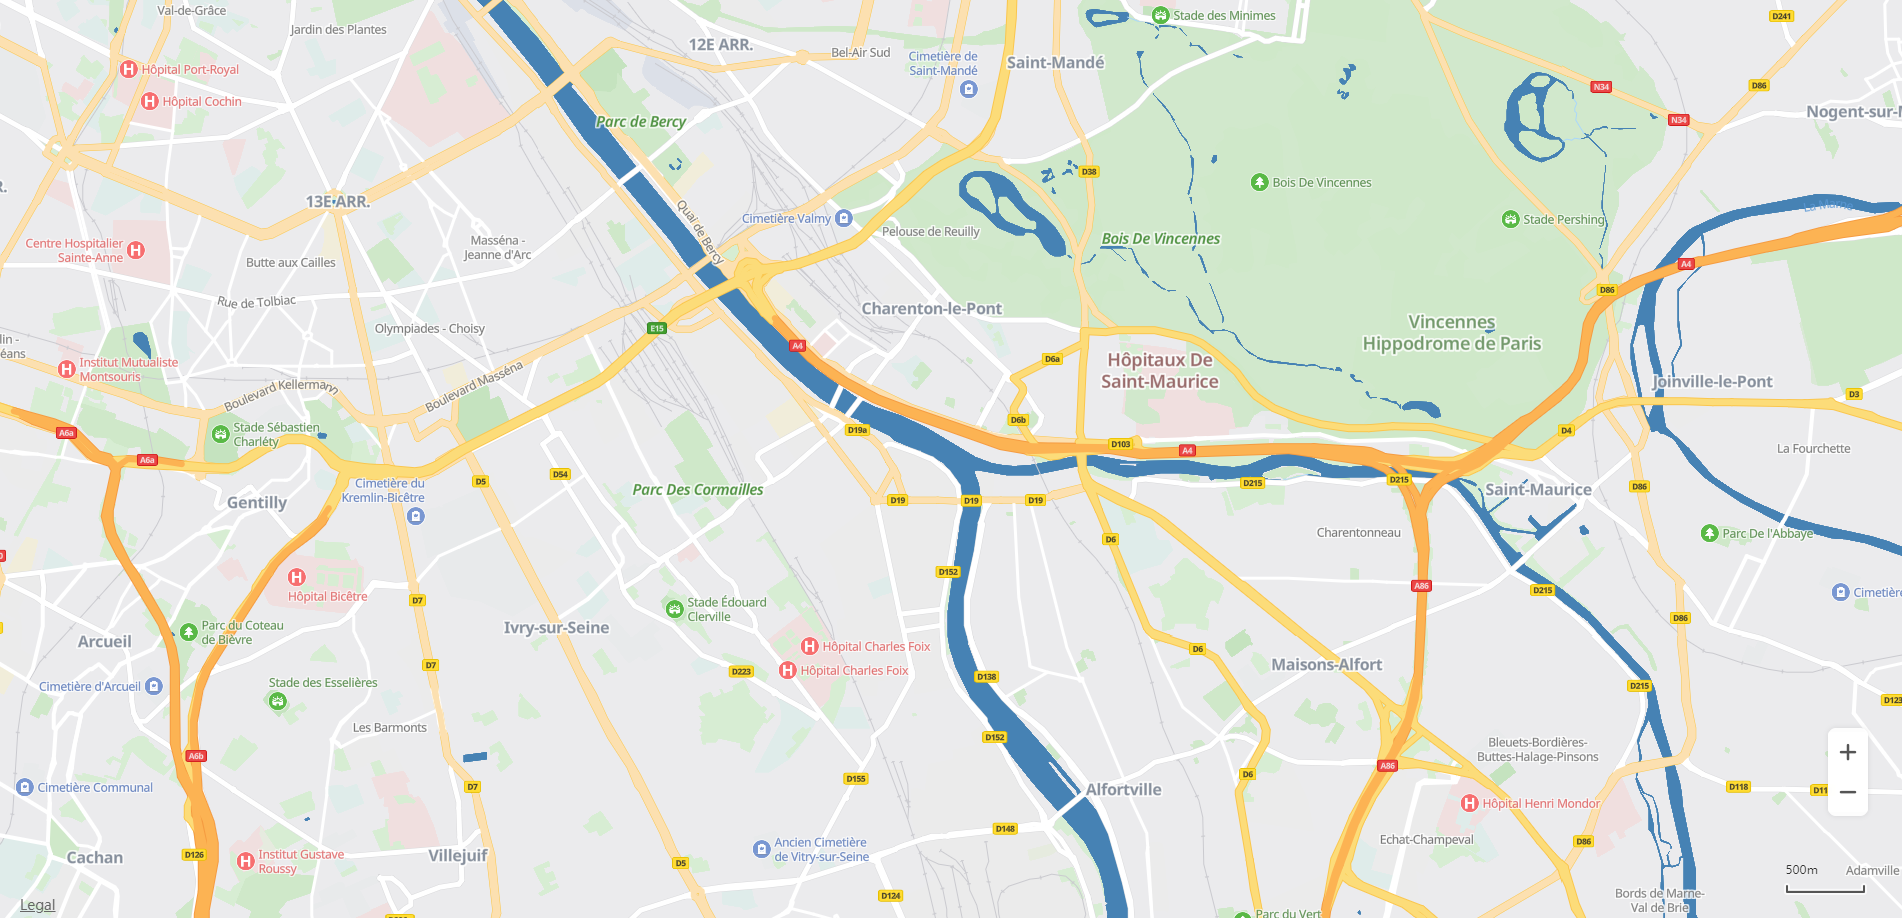 Val-de-Grâce
Jardin des Plantes
12E ARR.
Bel-Air Sud
Cimetière de
Saint-Mandé
Saint-Mandé
Stade des Minimes
D241
Hôpital Port-Royal
Hôpital Cochin
Parc de Bercy
N34
D86
N34
Nogent-sur-
D38
Bois De Vincennes
13E ARR.
Quai de Bercy
Cimetière Valmy
Pelouse de Reuilly
Bois De Vincennes
Stade Pershing
La Marne
Centre Hospitalier
Sainte-Anne
Masséna -
Jeanne d'Arc
Butte aux Cailles
A4
D86
Rue de Tolbiac
Olympiades - Choisy
E15
Charenton-le-Pont
Vincennes
Hippodrome de Paris
A4
D6a
Hôpitaux De
Saint-Maurice
Institut Mutualiste
Montsouris
Boulevard Kellermann
Boulevard Masséna
Joinville-le-Pont
D3
A6a
Stade Sébastien
Charléty
D19a
D6b
D103
A4
D4
La Fourchette
A6a
D5
D54
Cimetière du
Kremlin-Bicêtre
Parc Des Cormailles
D215
D215
Saint-Maurice
D86
Gentilly
D19
D19
D19
Charentonneau
Parc De l'Abbaye
D6
D152
Hôpital Bicêtre
D7
A86
D215
Cimetière
Stade Édouard
Clerville
Parc du Coteau
de Bièvre
Ivry-sur-Seine
D86
Arcueil
Hôpital Charles Foix
Hôpital Charles Foix
D223
D7
D6
Maisons-Alfort
Cimetière d'Arcueil
Stade des Esselières
D138
D215
D123
Les Barmonts
D152
Bleuets-Bordières-
Buttes-Halage-Pinsons
A6b
A86
D6
D155
Cimetière Communal
D7
Alfortville
D118
Hôpital Henri Mondor
D148
Echat-Champeval
D86
Cachan
D126
Institut Gustave
Roussy
Villejuif
D5
Ancien Cimetière
de Vitry-sur-Seine
500m
Adamville
D124
Bords de Marne-
Val de Brie
Legal
Parc du Vert